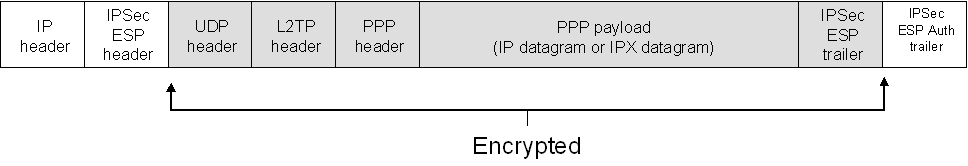 IP
header
IPSec
ESP
header
UDP
header
L2TP
header
PPP
header
PPP payload
(IP datagram or IPX datagram)
IPSec
ESP
trailer
IPSec
ESP Auth
trailer
Encrypted